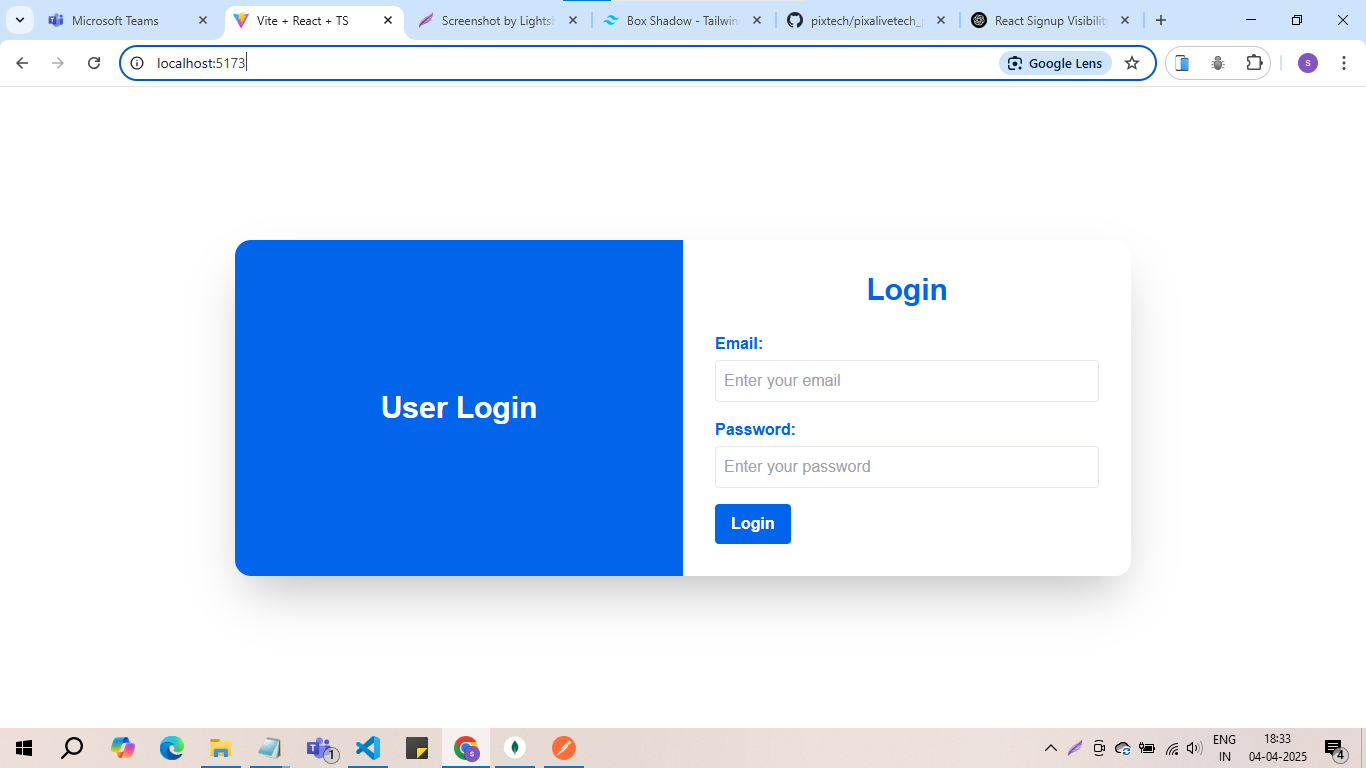 Microsoft Teams
Vite + React + TS
Screenshot by Lightsh
Box Shadow - Tailwin
pixtech/pixalivetech_
React Signup Visibility
localhost:5173
Google Lens
s
User Login
Login
Email:
Enter your email
Password:
Enter your password
Login
1
s
ENG
IN
18:33
04-04-2025
4